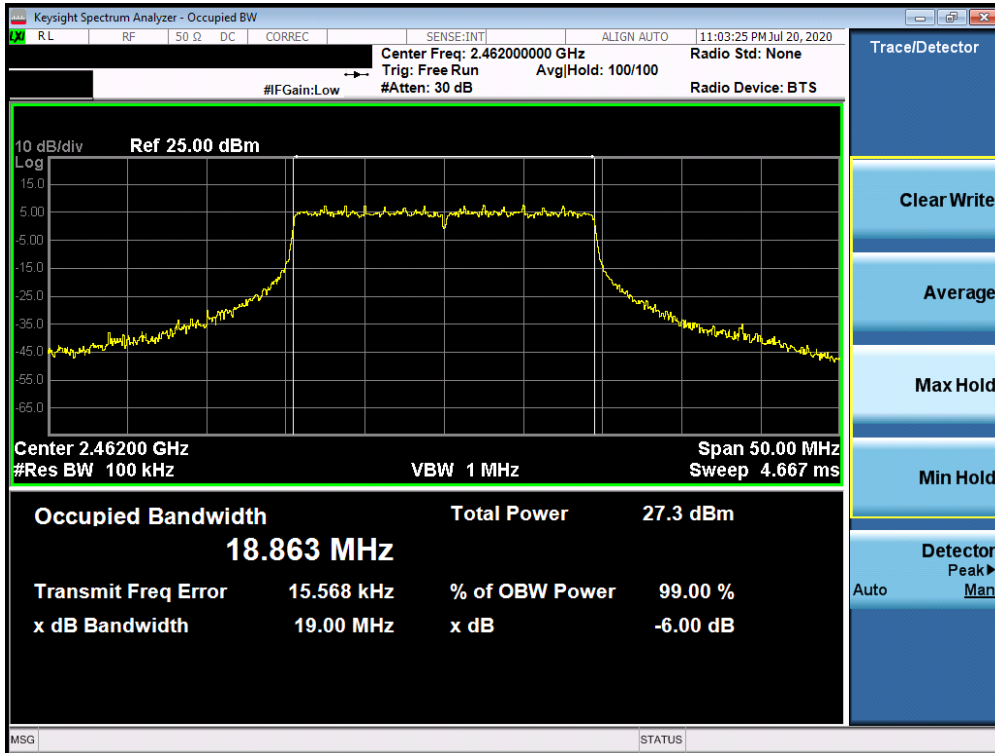 Keysight Spectrum Analyzer - Occupied BW
LXI RL RF 50 Ω DC CORREC SENSE:INT ALIGN AUTO 11:03:25 PM Jul 20, 2020
Center Freq: 2.462000000 GHz Radio Std: None
Trig: Free Run Avg|Hold: 100/100
#IFGain:Low #Atten: 30 dB Radio Device: BTS
Trace/Detector
10 dB/div Ref 25.00 dBm
Log
15.0
5.00
-5.00
-15.0
-25.0
-35.0
-45.0
-55.0
-65.0
Center 2.46200 GHz Span 50.00 MHz
#Res BW 100 kHz VBW 1 MHz Sweep 4.667 ms
Occupied Bandwidth Total Power 27.3 dBm
18.863 MHz
Transmit Freq Error 15.568 kHz % of OBW Power 99.00 %
x dB Bandwidth 19.00 MHz x dB -6.00 dB
Clear Write
Average
Max Hold
Min Hold
Detector
Peak▶
Auto Man
MSG STATUS